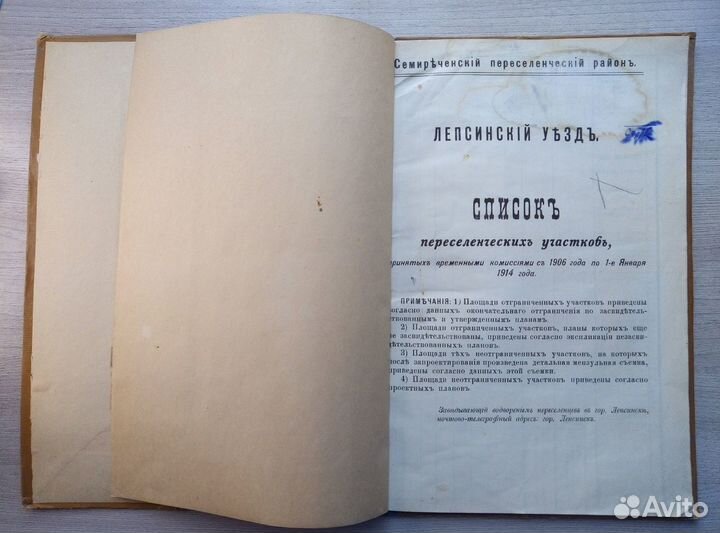 Семирѣченскій переселенческій районъ.
ЛЕПСИНСКІЙ УѢЗДЪ.
СПИСОКЪ
переселенческихъ участковъ,
принятыхъ временными комиссіями съ 1906 года по 1-е Января
1914 года.
ПРИМѢЧАНІЯ: 1) Площади отграниченныхъ участковъ приведены
согласно данныхъ окончательнаго отграниченія по засвидѣтель-
ствованнымъ и утвержденнымъ планамъ.
2) Площади отграниченныхъ участковъ, планы которыхъ еще
не засвидѣтельствованы, приведены согласно экспликаціи незасви-
дѣтельствованныхъ плановъ.
3) Площади тѣхъ неотграниченныхъ участковъ, на которыхъ
послѣ запроектированія произведена детальная мензульная съемка,
приведены согласно данныхъ этой съемки.
4) Площади неотграниченныхъ участковъ приведены согласно
проектныхъ плановъ.
Завѣдывающій водвореніемъ переселенцевъ въ гор. Лепсинскѣ,
почтово-телеграфный адресъ: гор. Лепсинскъ.
Avito